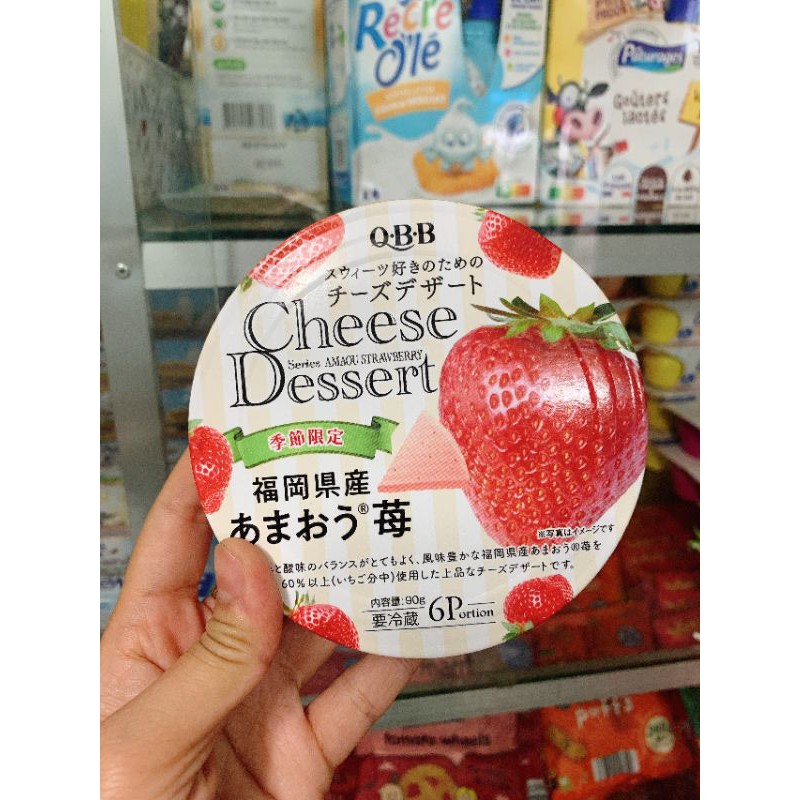 Récré
Olé
Pâturages
Goûters
lactés
Q·B·B
スウィーツ好きのための
チーズデザート
Cheese
Series AMAOU STRAWBERRY
Dessert
季節限定
福岡県産
あまおう®苺
※写真はイメージです
と酸味のバランスがとてもよく、風味豊かな福岡県産あまおう®苺を
60%以上(いちご分中)使用した上品なチーズデザートです。
内容量:90g
要冷蔵 6Portion
puffs
tomato wheels